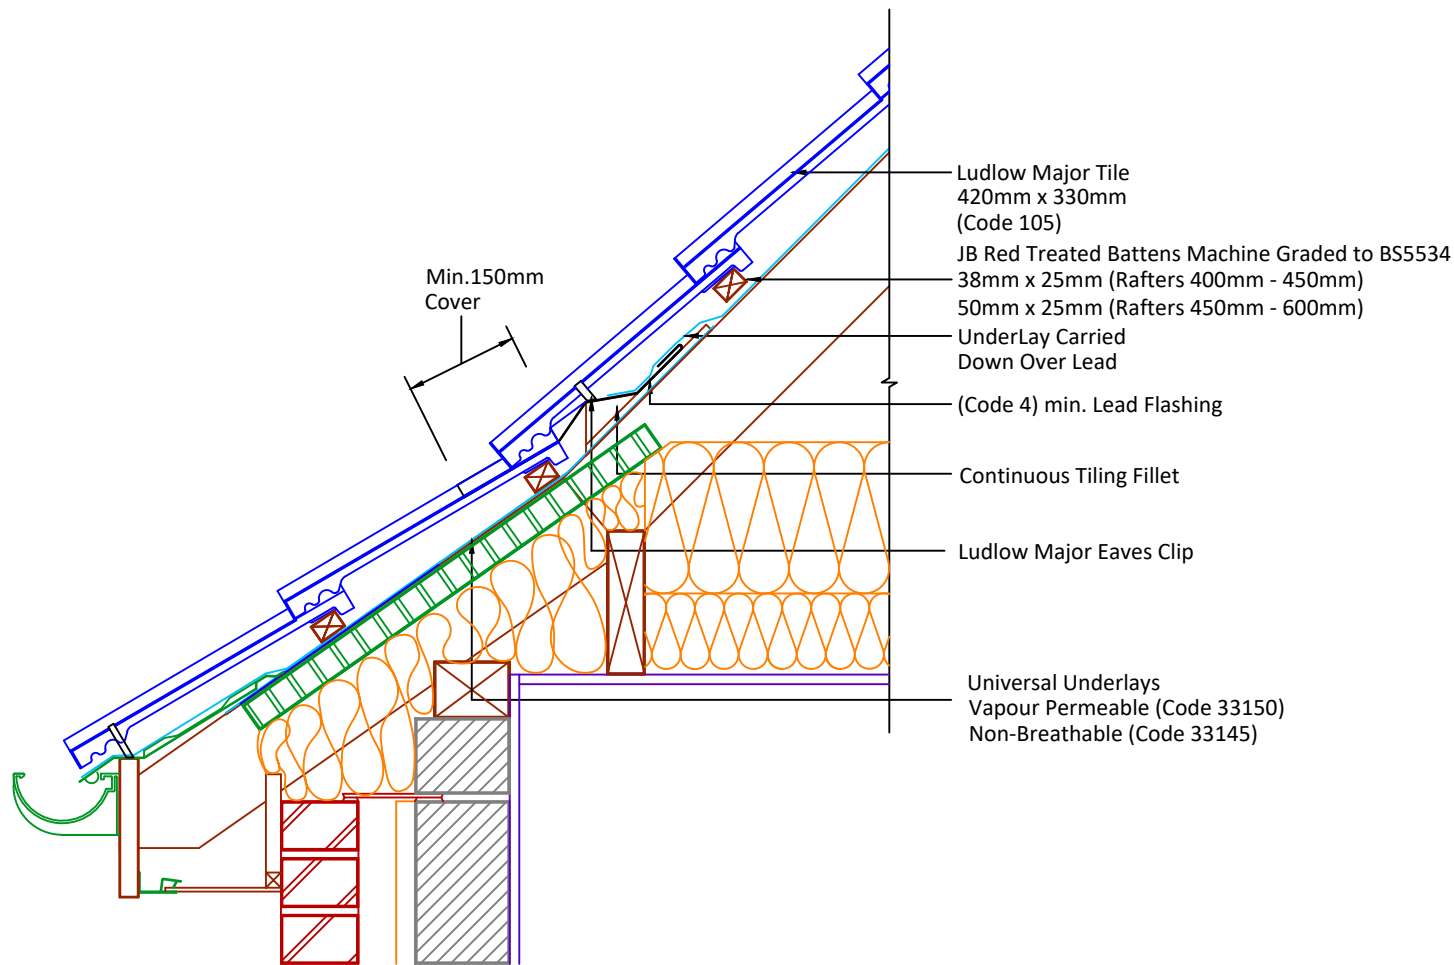 Ludlow Major Tile
420mm x 330mm
(Code 105)
JB Red Treated Battens Machine Graded to BS5534
38mm x 25mm (Rafters 400mm - 450mm)
50mm x 25mm (Rafters 450mm - 600mm)
Min.150mm
Cover
UnderLay Carried
Down Over Lead
(Code 4) min. Lead Flashing
Continuous Tiling Fillet
Ludlow Major Eaves Clip
Universal Underlays
Vapour Permeable (Code 33150)
Non-Breathable (Code 33145)